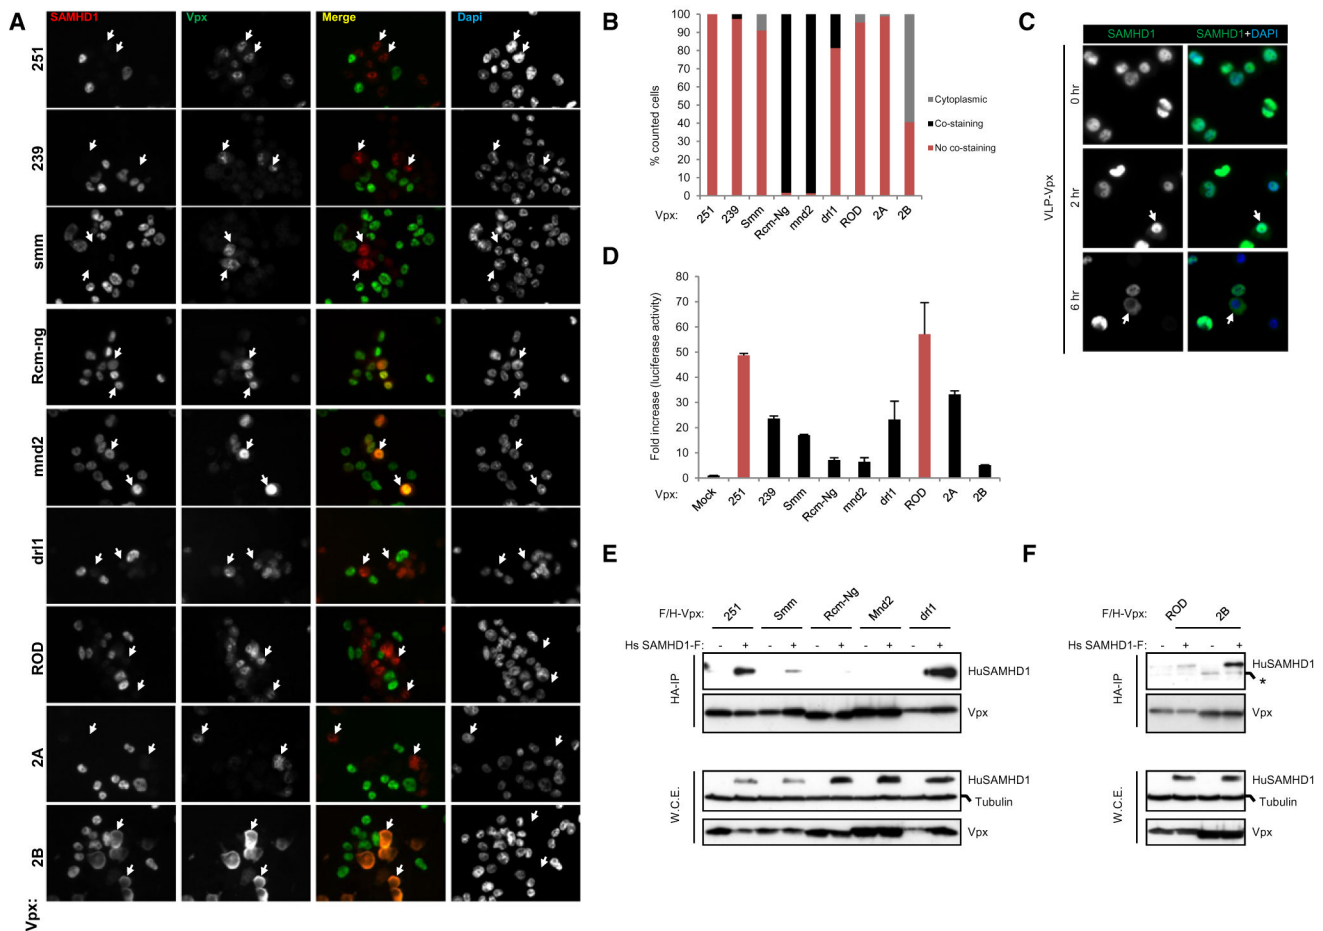 A
SAMHD1 Vpx Merge Dapi
251
239
smm
Rcm-ng
mnd2
drl1
ROD
2A
2B
Vpx:
B
% counted cells
100
90
80
70
60
50
40
30
20
10
0
Vpx: 251 239 Smm Rcm-Ng mnd2 drl1 ROD 2A 2B
Cytoplasmic
Co-staining
No co-staining
C
SAMHD1 SAMHD1+DAPI
VLP-Vpx
0 hr
2 hr
6 hr
D
Fold increase (luciferase activity)
80
70
60
50
40
30
20
10
0
Vpx: Mock 251 239 Smm Rcm-Ng mnd2 drl1 ROD 2A 2B
E
F/H-Vpx: 251 Smm Rcm-Ng Mnd2 drl1
Hs SAMHD1-F: - + - + - + - + - +
HA-IP
HuSAMHD1
Vpx
W.C.E.
HuSAMHD1
Tubulin
Vpx
F
F/H-Vpx: ROD 2B
Hs SAMHD1-F: - + - +
HA-IP
HuSAMHD1
*
Vpx
W.C.E.
HuSAMHD1
Tubulin
Vpx